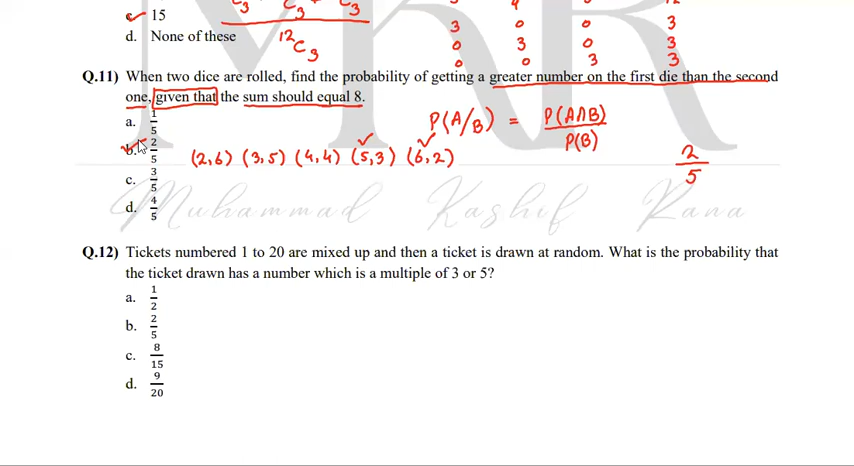 c. 15
C3 C3 C3
12C3
d. None of these
3 0 0 3
0 3 0 3
0 0 3 3
Q.11) When two dice are rolled, find the probability of getting a greater number on the first die than the second
one, given that the sum should equal 8.
a. 1/5
b. 2/5
c. 3/5
d. 4/5
P(A/B) = P(A∩B)/P(B)
(2,6) (3,5) (4,4) (5,3) (6,2)
2/5
Muhammad Kashif Rana
Q.12) Tickets numbered 1 to 20 are mixed up and then a ticket is drawn at random. What is the probability that
the ticket drawn has a number which is a multiple of 3 or 5?
a. 1/2
b. 2/5
c. 8/15
d. 9/20